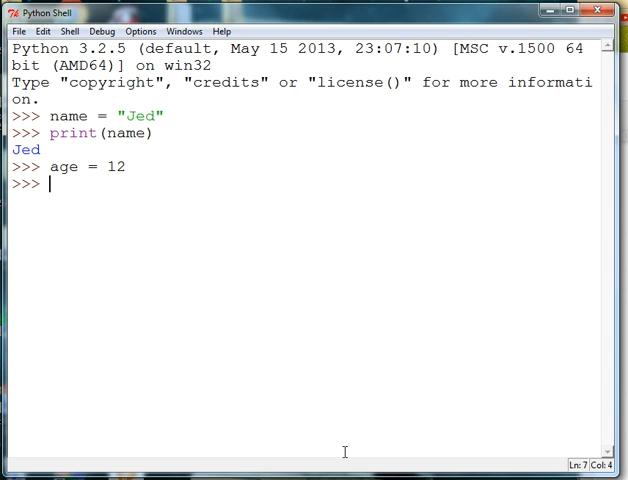 Python Shell
File Edit Shell Debug Options Windows Help
Python 3.2.5 (default, May 15 2013, 23:07:10) [MSC v.1500 64
bit (AMD64)] on win32
Type "copyright", "credits" or "license()" for more informati
on.
>>> name = "Jed"
>>> print(name)
Jed
>>> age = 12
>>>
Ln: 7 Col: 4